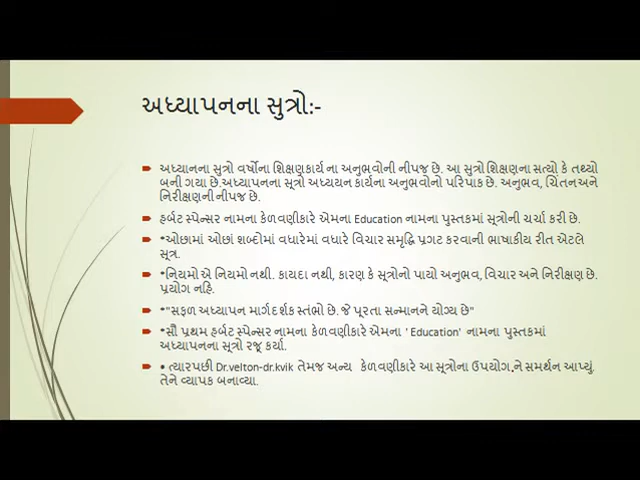 અધ્યાપનના સુત્રો:-
અધ્યાનના સુત્રો વર્ષોના શિક્ષણકાર્ય ના અનુભવોની નીપજ છે. આ સુત્રો શિક્ષણના સત્યો કે તથ્યો
બની ગયા છે.અધ્યાપનના સૂત્રો અધ્યયન કાર્યના અનુભવોનો પરિપાક છે. અનુભવ, ચિંતનઅને
નિરીક્ષણની નીપજ છે.
હર્બટ સ્પેન્સર નામના કેળવણીકારે એમના Education નામના પુસ્તકમાં સૂત્રોની ચર્ચા કરી છે.
*ઓછામાં ઓછાં શબ્દોમાં વધારેમાં વધારે વિચાર સમૃદ્ધિ પ્રગટ કરવાની ભાષાકીય રીત એટલે
સૂત્ર.
*નિયમો એ નિયમો નથી. કાયદા નથી, કારણ કે સૂત્રોનો પાયો અનુભવ, વિચાર અને નિરીક્ષણ છે.
પ્રયોગ નહિ.
*"સફળ અધ્યાપન માર્ગદર્શક સ્તંભો છે. જે પૂરતા સન્માનને યોગ્ય છે"
*સૌ પ્રથમ હર્બટ સ્પેન્સર નામના કેળવણીકારે એમના ' Education' નામના પુસ્તકમાં
અધ્યાપનના સૂત્રો રજૂ કર્યા.
• ત્યારપછી Dr.velton-dr.kvik તેમજ અન્ય કેળવણીકારે આ સૂત્રોના ઉપયોગ,ને સમર્થન આપ્યું.
તેને વ્યાપક બનાવ્યા.